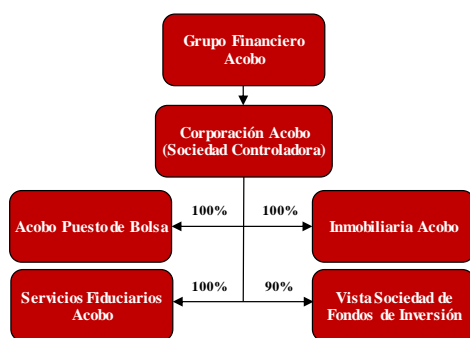 Grupo Financiero
Acobo
Corporación Acobo
(Sociedad Controladora)
100%
100%
Acobo Puesto de Bolsa
Inmobiliaria Acobo
100%
90%
Servicios Fiduciarios
Acobo
Vista Sociedad de
Fondos de Inversión